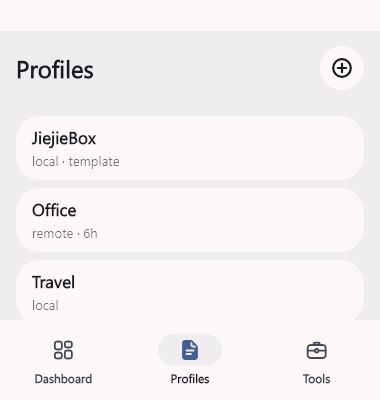 Profiles
JiejieBox
local · template
Office
remote · 6h
Travel
local
Dashboard
Profiles
Tools